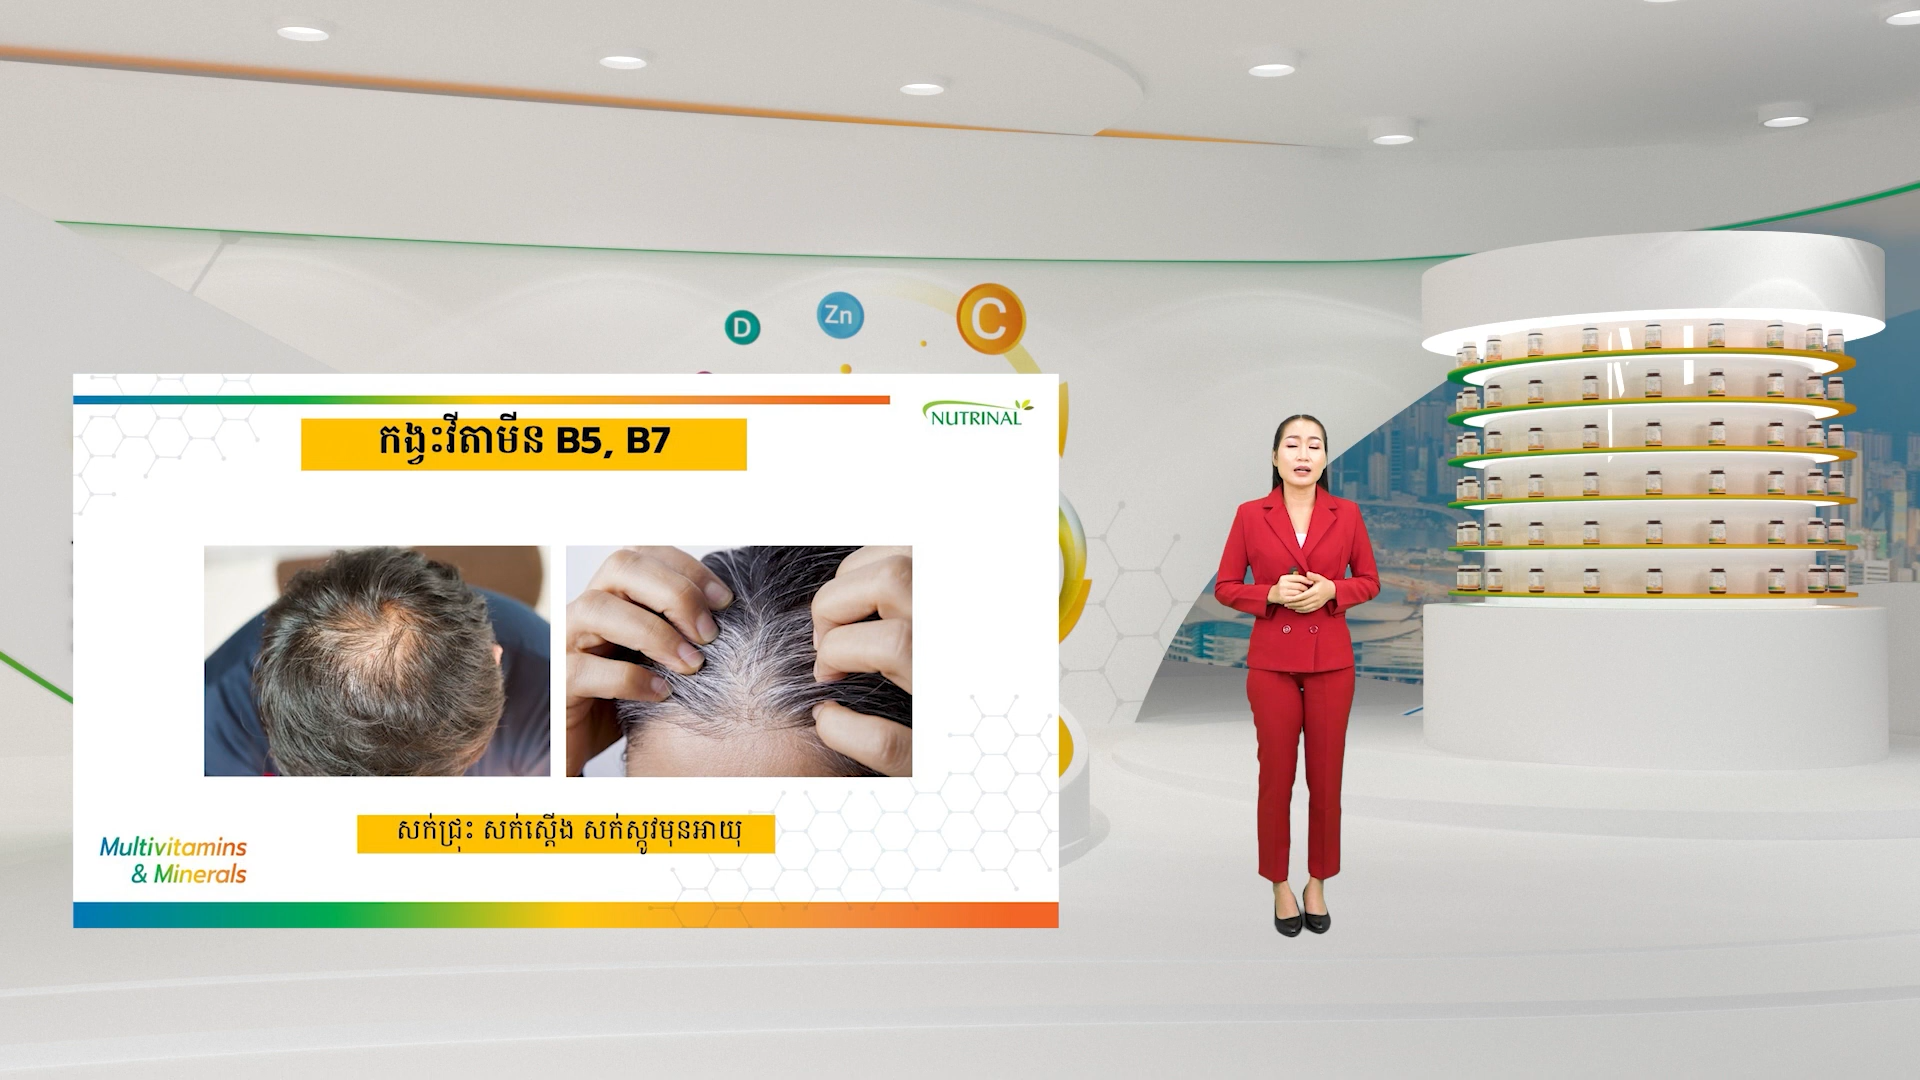 D
Zn
C
NUTRINAL
កង្វះវីតាមីន B5, B7
សក់ជ្រុះ សក់ស្តើង សក់ស្កូវមុនអាយុ
Multivitamins
& Minerals